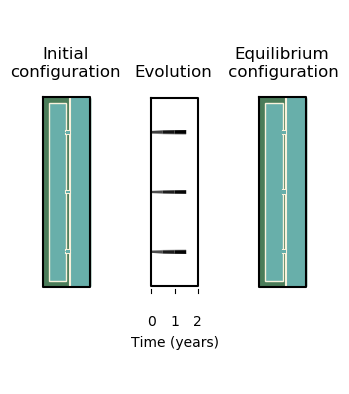 Initial
configuration
Evolution
Equilibrium
configuration
0 1 2
Time (years)